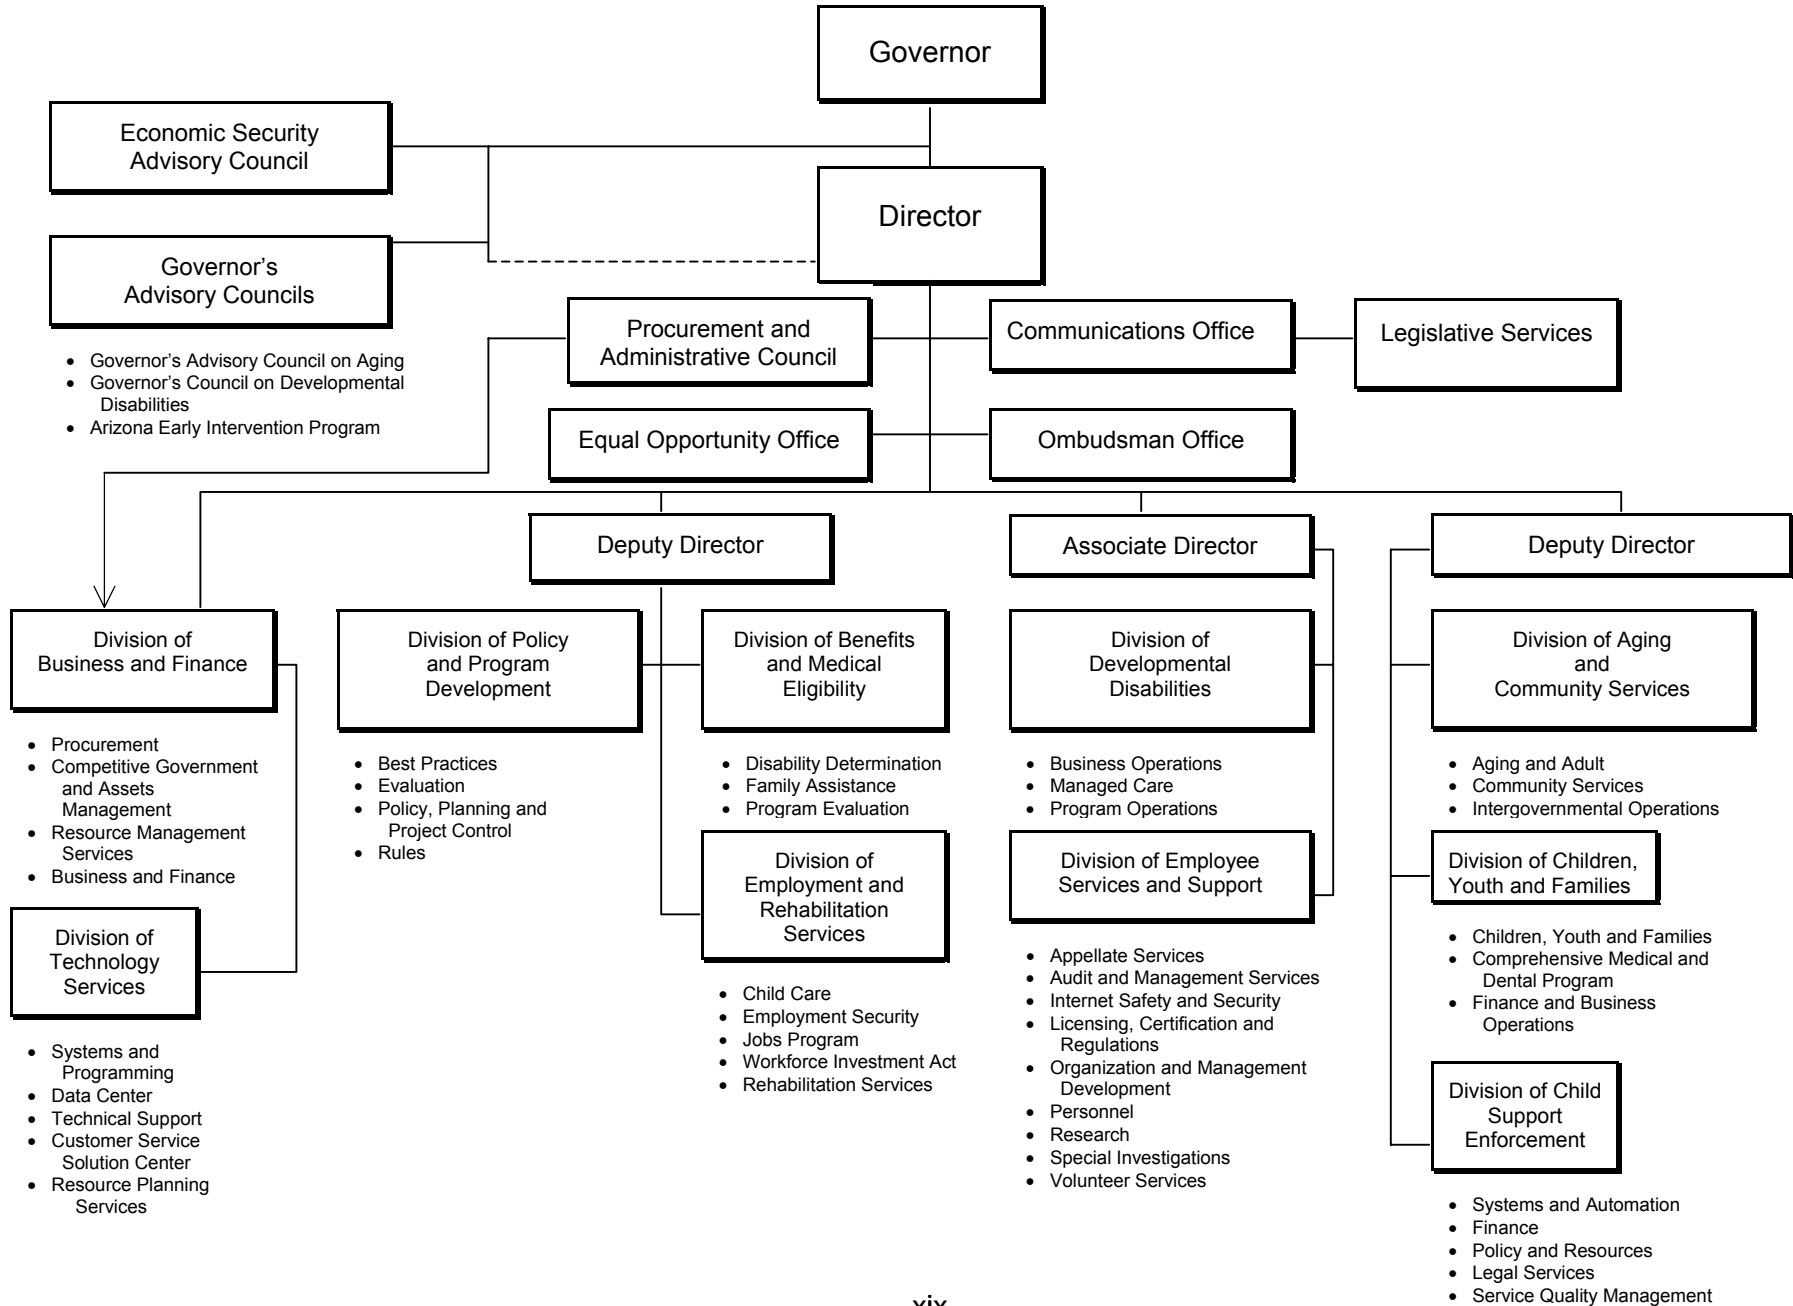 Governor
Economic Security
Advisory Council
Director
Governor's
Advisory Councils
• Governor's Advisory Council on Aging
• Governor's Council on Developmental
Disabilities
• Arizona Early Intervention Program
Procurement and
Administrative Council
Communications Office
Legislative Services
Equal Opportunity Office
Ombudsman Office
Deputy Director
Associate Director
Deputy Director
Division of
Business and Finance
• Procurement
• Competitive Government
and Assets
Management
• Resource Management
Services
• Business and Finance
Division of
Technology
Services
• Systems and
Programming
• Data Center
• Technical Support
• Customer Service
Solution Center
• Resource Planning
Services
Division of Policy
and Program
Development
• Best Practices
• Evaluation
• Policy, Planning and
Project Control
• Rules
Division of Benefits
and Medical
Eligibility
• Disability Determination
• Family Assistance
• Program Evaluation
Division of
Employment and
Rehabilitation
Services
• Child Care
• Employment Security
• Jobs Program
• Workforce Investment Act
• Rehabilitation Services
Division of
Developmental
Disabilities
• Business Operations
• Managed Care
• Program Operations
Division of Employee
Services and Support
• Appellate Services
• Audit and Management Services
• Internet Safety and Security
• Licensing, Certification and
Regulations
• Organization and Management
Development
• Personnel
• Research
• Special Investigations
• Volunteer Services
Division of Aging
and
Community Services
• Aging and Adult
• Community Services
• Intergovernmental Operations
Division of Children,
Youth and Families
• Children, Youth and Families
• Comprehensive Medical and
Dental Program
• Finance and Business
Operations
Division of Child
Support
Enforcement
• Systems and Automation
• Finance
• Policy and Resources
• Legal Services
• Service Quality Management
xix